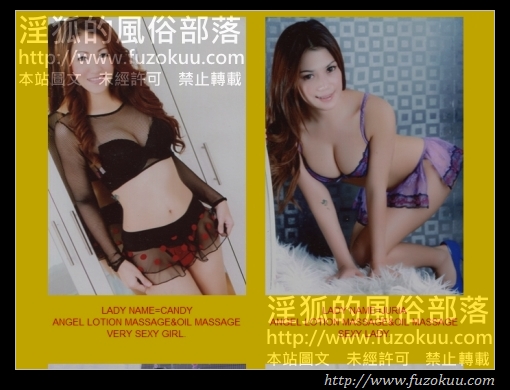 淫狐的風俗部落
http://www.fuzokuu.com
本站圖文　未經許可　禁止轉載
LADY NAME=CANDY
ANGEL LOTION MASSAGE&OIL MASSAGE
VERY SEXY GIRL.
LADY NAME=JURIA
ANGEL LOTION MASSAGE&OIL MASSAGE
SEXY LADY
淫狐的風俗部落
http://www.fuzokuu.com
本站圖文　未經許可　禁止轉載
http://www.fuzokuu.com